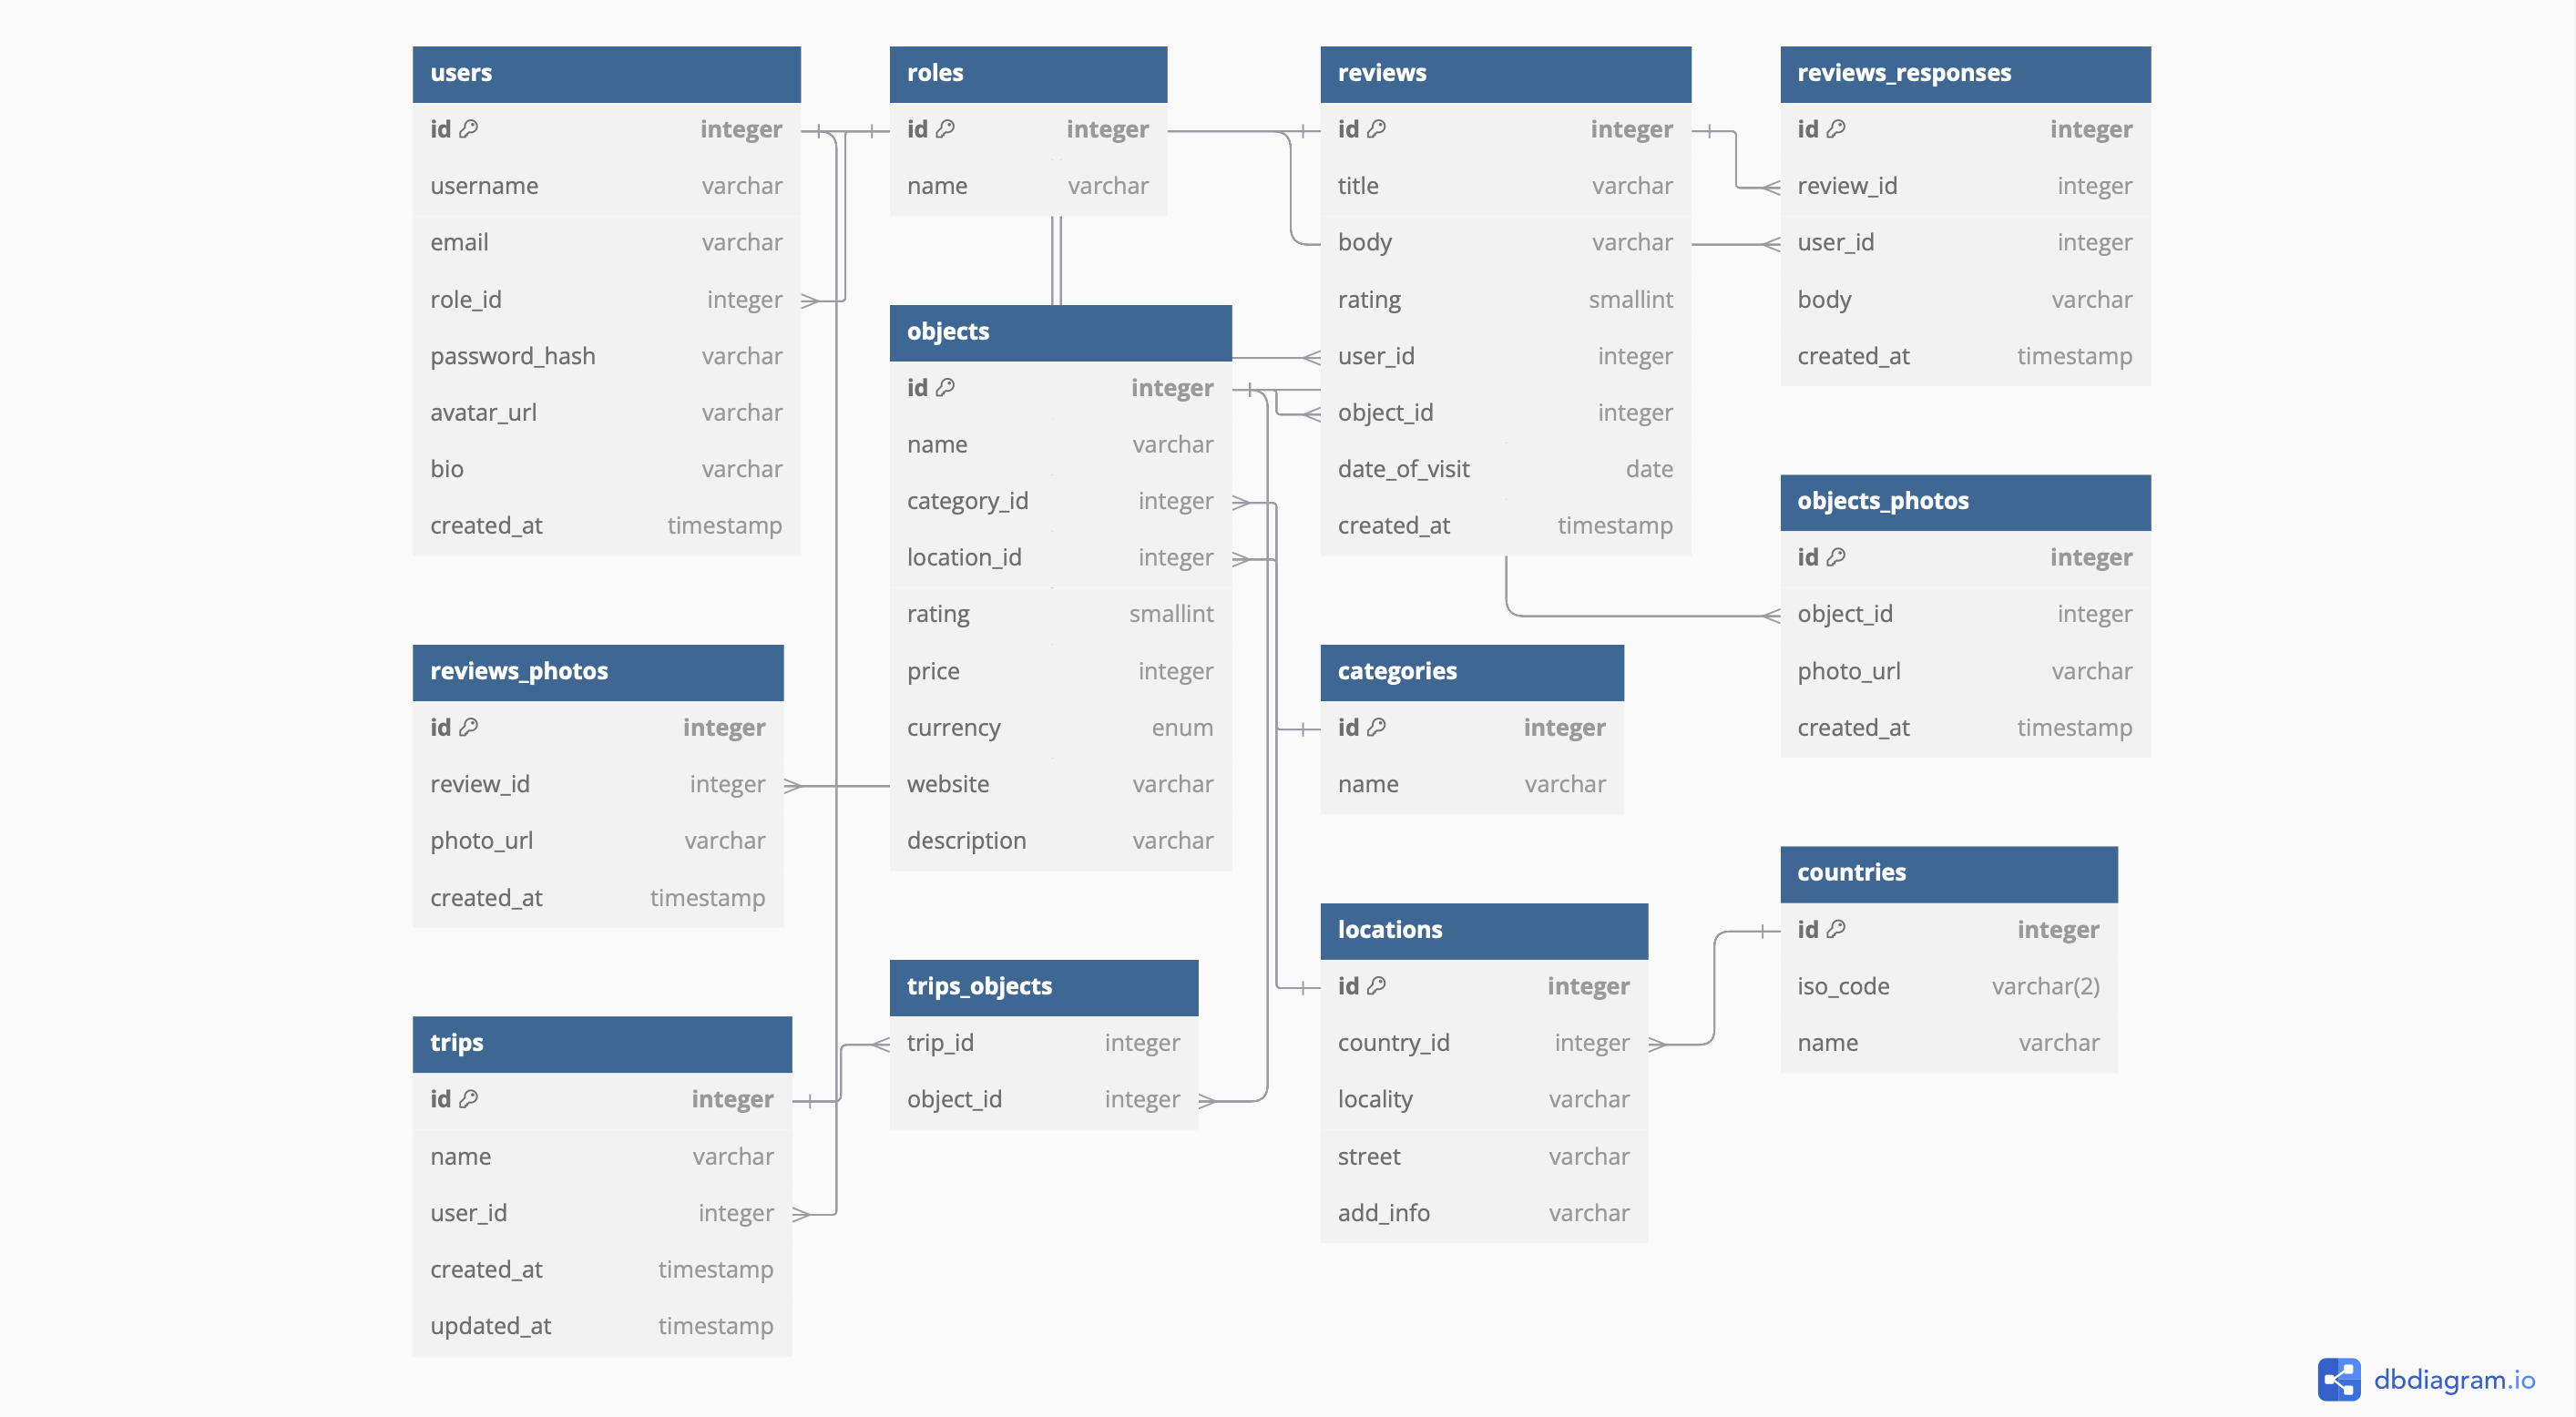 users
id integer
username varchar
email varchar
role_id integer
password_hash varchar
avatar_url varchar
bio varchar
created_at timestamp
roles
id integer
name varchar
reviews
id integer
title varchar
body varchar
rating smallint
user_id integer
object_id integer
date_of_visit date
created_at timestamp
reviews_responses
id integer
review_id integer
user_id integer
body varchar
created_at timestamp
objects
id integer
name varchar
category_id integer
location_id integer
rating smallint
price integer
currency enum
website varchar
description varchar
objects_photos
id integer
object_id integer
photo_url varchar
created_at timestamp
reviews_photos
id integer
review_id integer
photo_url varchar
created_at timestamp
categories
id integer
name varchar
countries
id integer
iso_code varchar(2)
name varchar
locations
id integer
country_id integer
locality varchar
street varchar
add_info varchar
trips_objects
trip_id integer
object_id integer
trips
id integer
name varchar
user_id integer
created_at timestamp
updated_at timestamp
dbdiagram.io